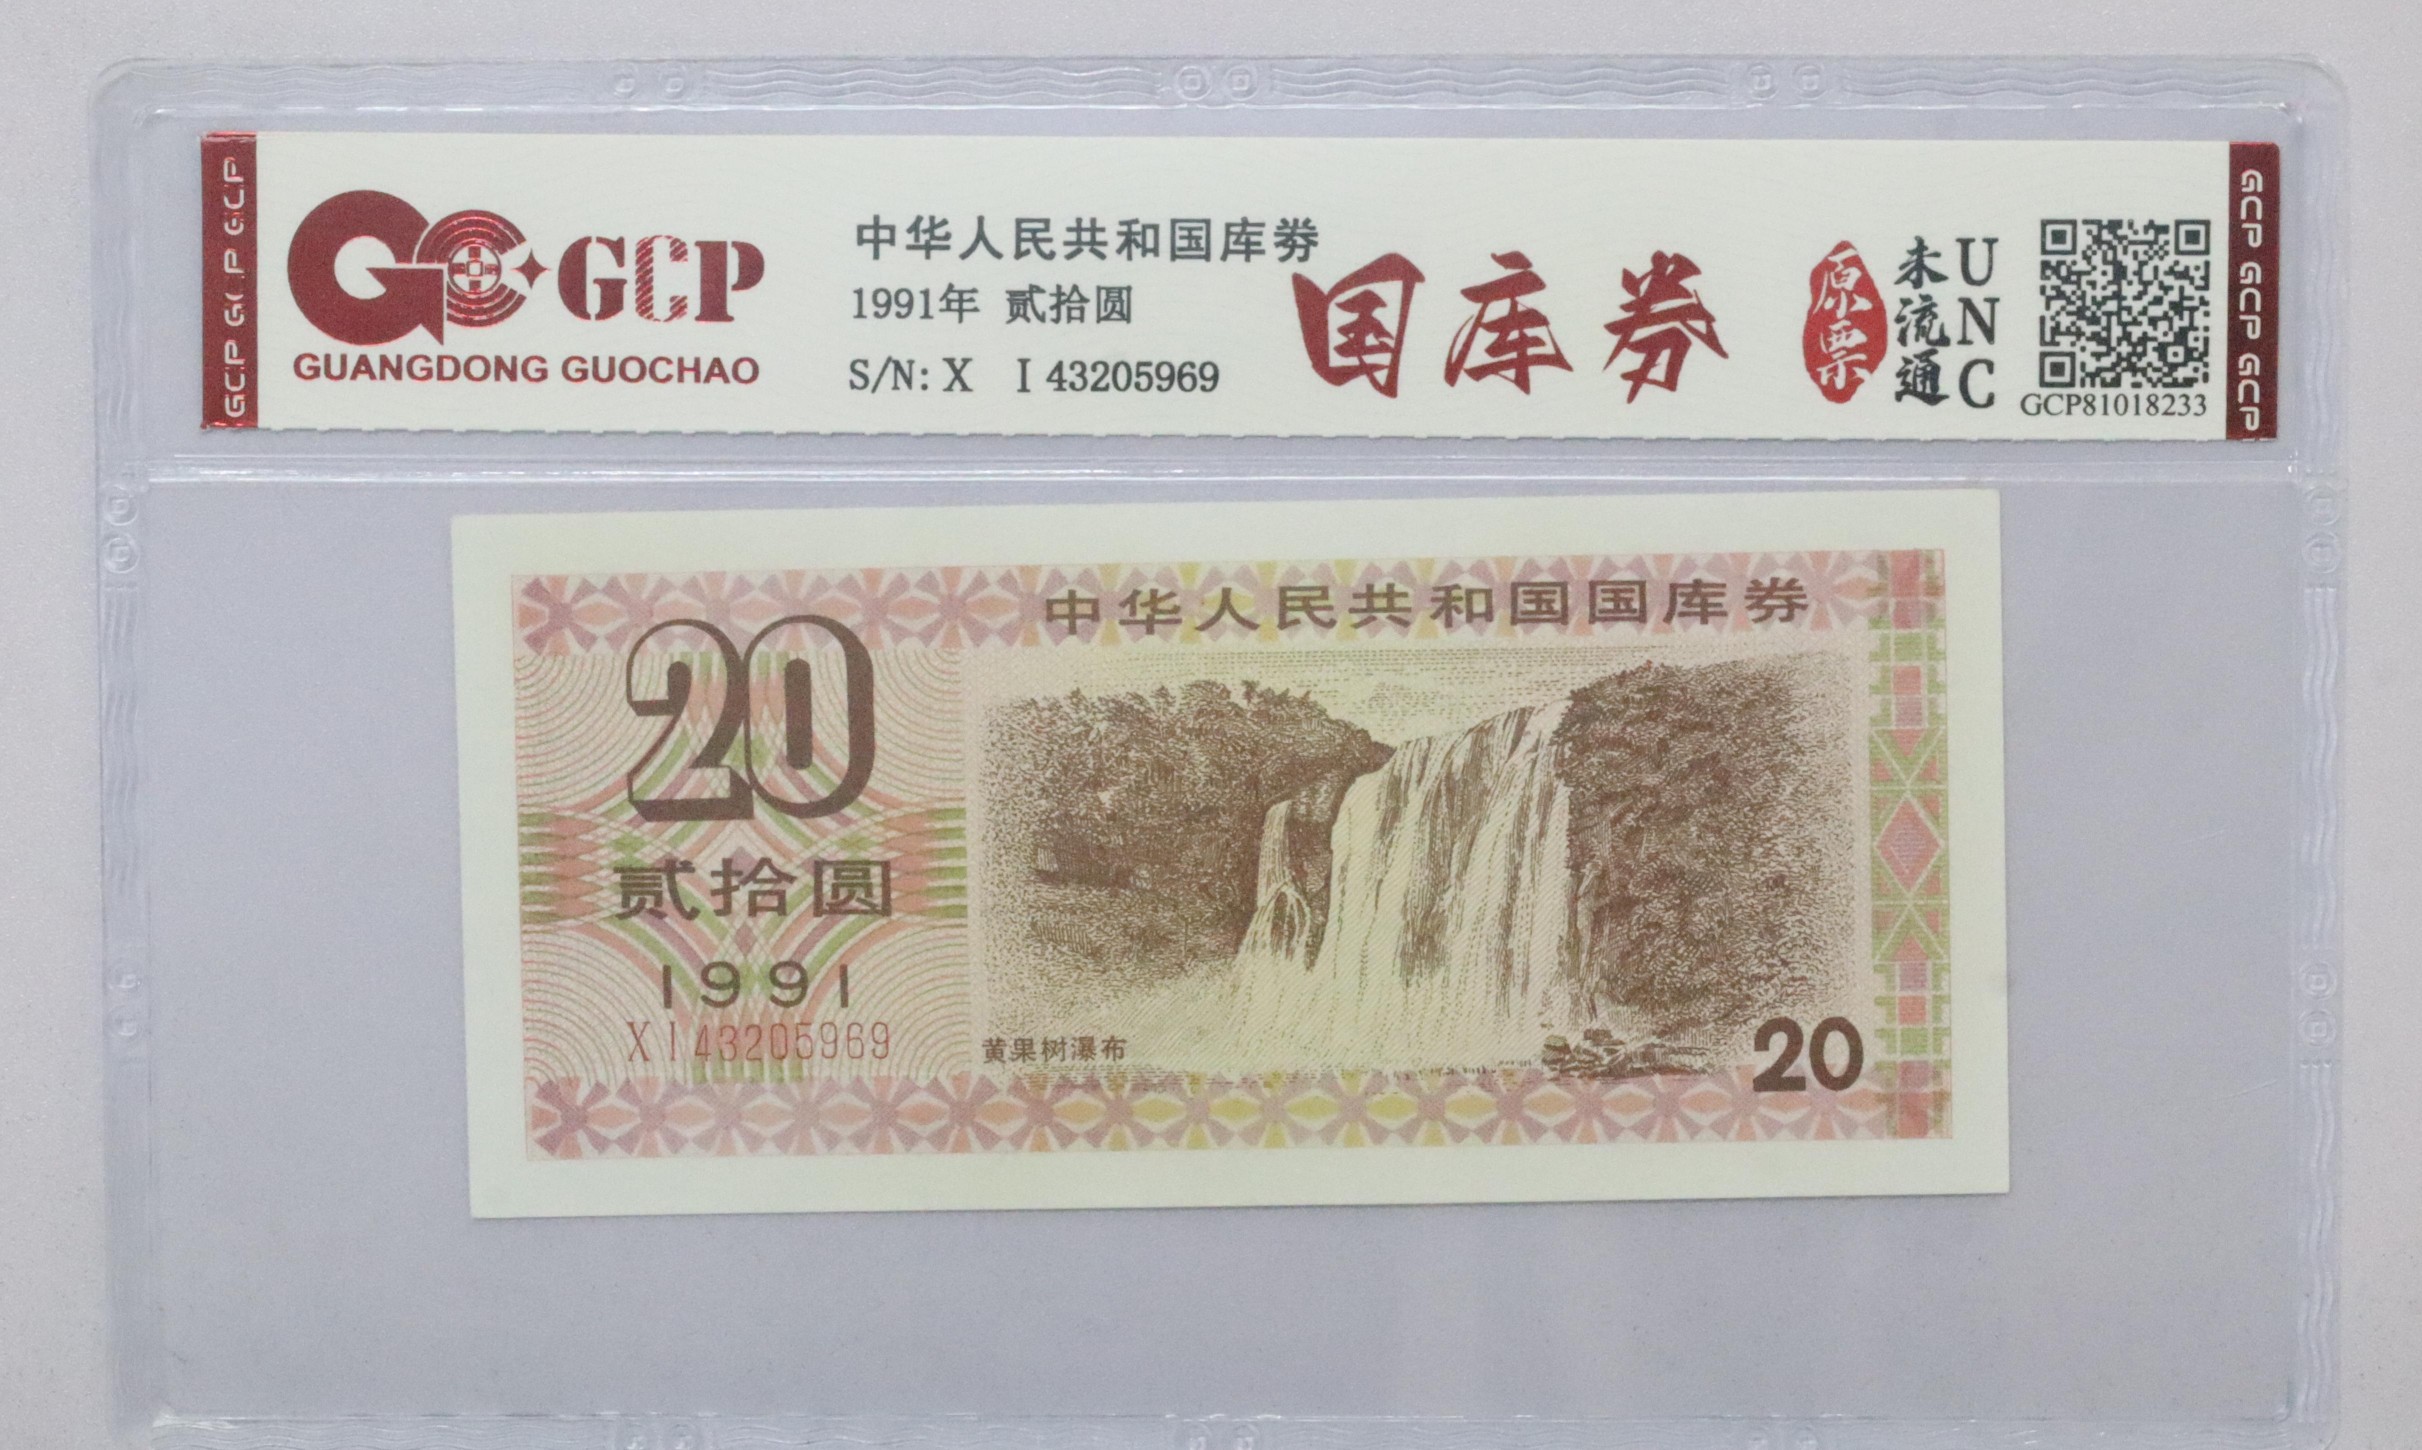 GCP GCP GCP
GCP
GUANGDONG GUOCHAO
中华人民共和国库券
1991年 贰拾圆
S/N: X I 43205969
国库券
原票
未流通
UNC
GCP81018233
GCP GCP GCP
中华人民共和国国库券
20
贰拾圆
1991
X I 43205969
黄果树瀑布
20